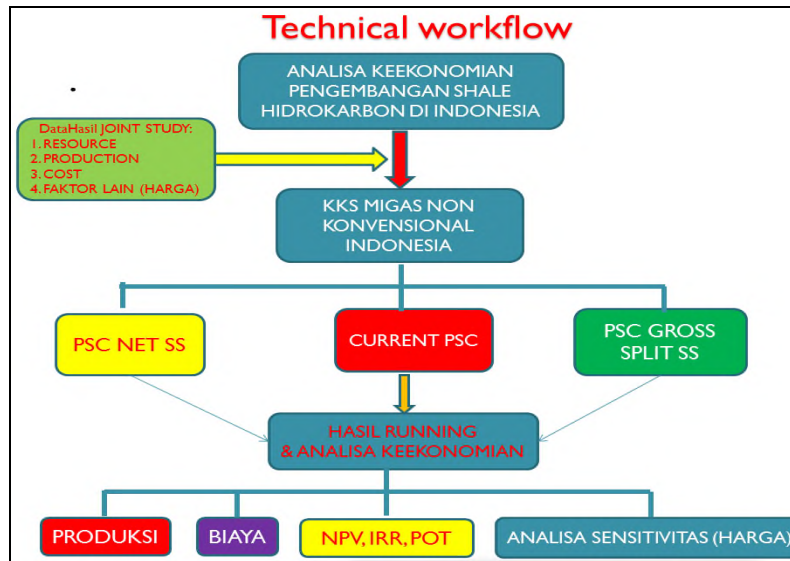 Technical workflow
ANALISA KEEKONOMIAN
PENGEMBANGAN SHALE
HIDROKARBON DI INDONESIA
DataHasil JOINT STUDY:
1. RESOURCE
2. PRODUCTION
3. COST
4. FAKTOR LAIN (HARGA)
KKS MIGAS NON
KONVENSIONAL
INDONESIA
PSC NET SS
CURRENT PSC
PSC GROSS
SPLIT SS
HASIL RUNNING
& ANALISA KEEKONOMIAN
PRODUKSI
BIAYA
NPV, IRR, POT
ANALISA SENSITIVITAS (HARGA)